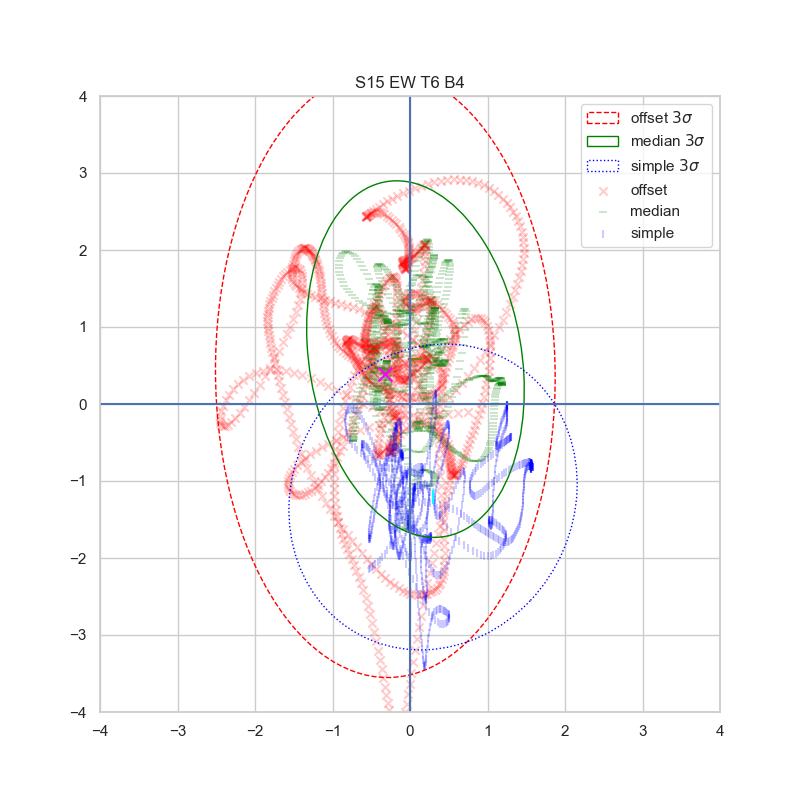 S15 EW T6 B4
4
3
2
1
0
−1
−2
−3
−4
−4
−3
−2
−1
0
1
2
3
4
offset 3σ
median 3σ
simple 3σ
offset
median
simple